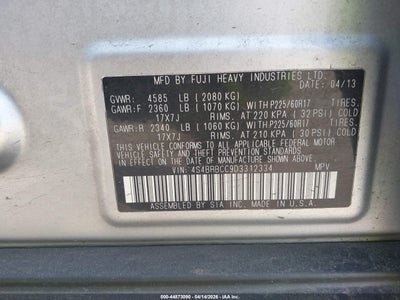 MFD. BY FUJI HEAVY INDUSTRIES LTD. 04/13
GVWR: 4585 LB (2080 KG)
GAWR:F 2360 LB (1070 KG) WITH P225/60R17 TIRES,
17X7J RIMS, AT 220 KPA (32 PSI) COLD
GAWR:R 2340 LB (1060 KG) WITH P225/60R17 TIRES,
17X7J RIMS, AT 210 KPA (30 PSI) COLD
THIS VEHICLE CONFORMS TO ALL APPLICABLE FEDERAL MOTOR
VEHICLE SAFETY, BUMPER, AND THEFT PREVENTION STANDARDS
IN EFFECT ON THE DATE OF MANUFACTURE SHOWN ABOVE.
VIN: 4S4BRBCC9D3312334 MPV
ASSEMBLED BY SIA INC. MADE IN U.S.A.
000-44873090 - 04/14/2026 - IAAI.COM